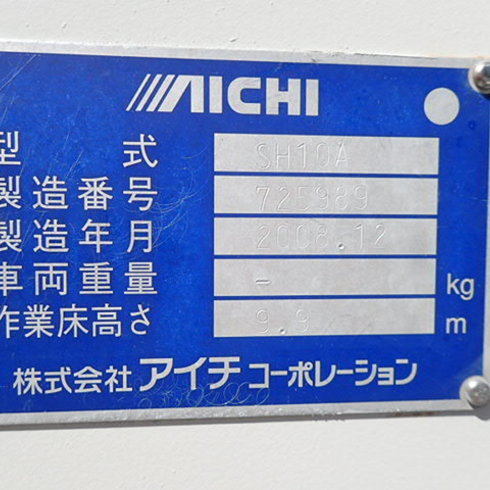 AICHI
型 式 SH10A
製造番号 725989
製造年月 2008.12
車両重量 - kg
作業床高さ 9.9 m
株式会社 アイチ コーポレーション